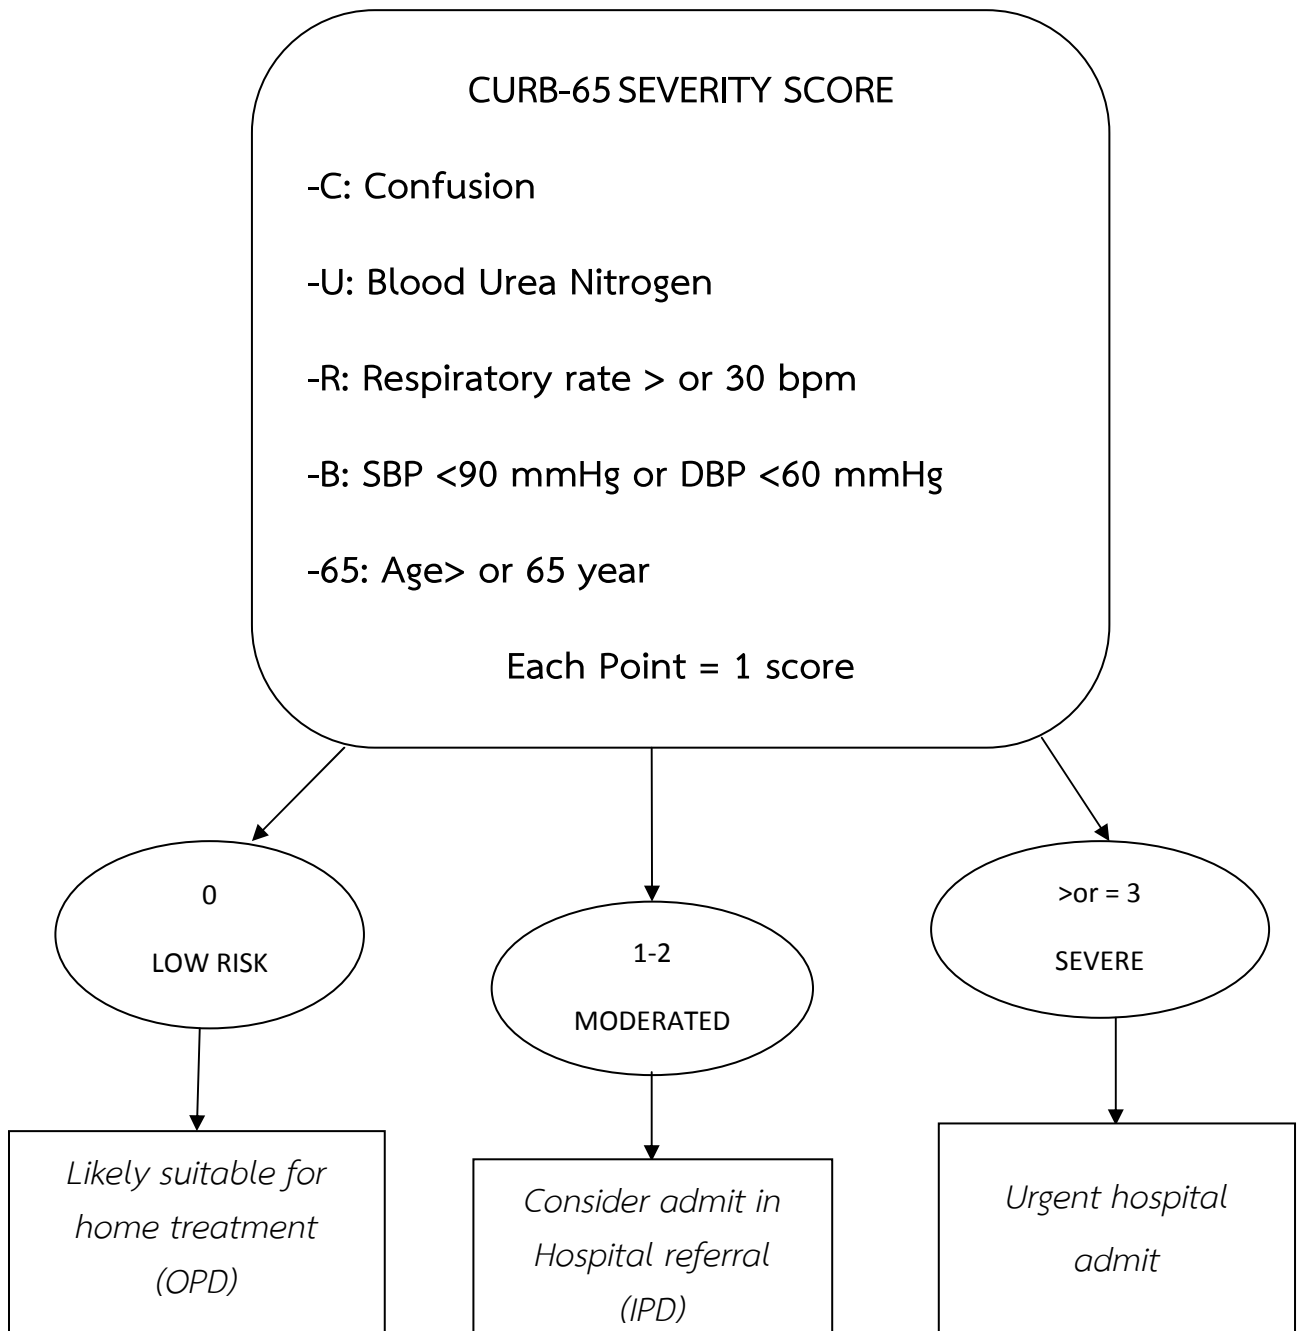 CURB-65 SEVERITY SCORE
-C: Confusion
-U: Blood Urea Nitrogen
-R: Respiratory rate > or 30 bpm
-B: SBP <90 mmHg or DBP <60 mmHg
-65: Age> or 65 year
Each Point = 1 score
0
LOW RISK
1-2
MODERATED
>or = 3
SEVERE
Likely suitable for
home treatment
(OPD)
Consider admit in
Hospital referral
(IPD)
Urgent hospital
admit